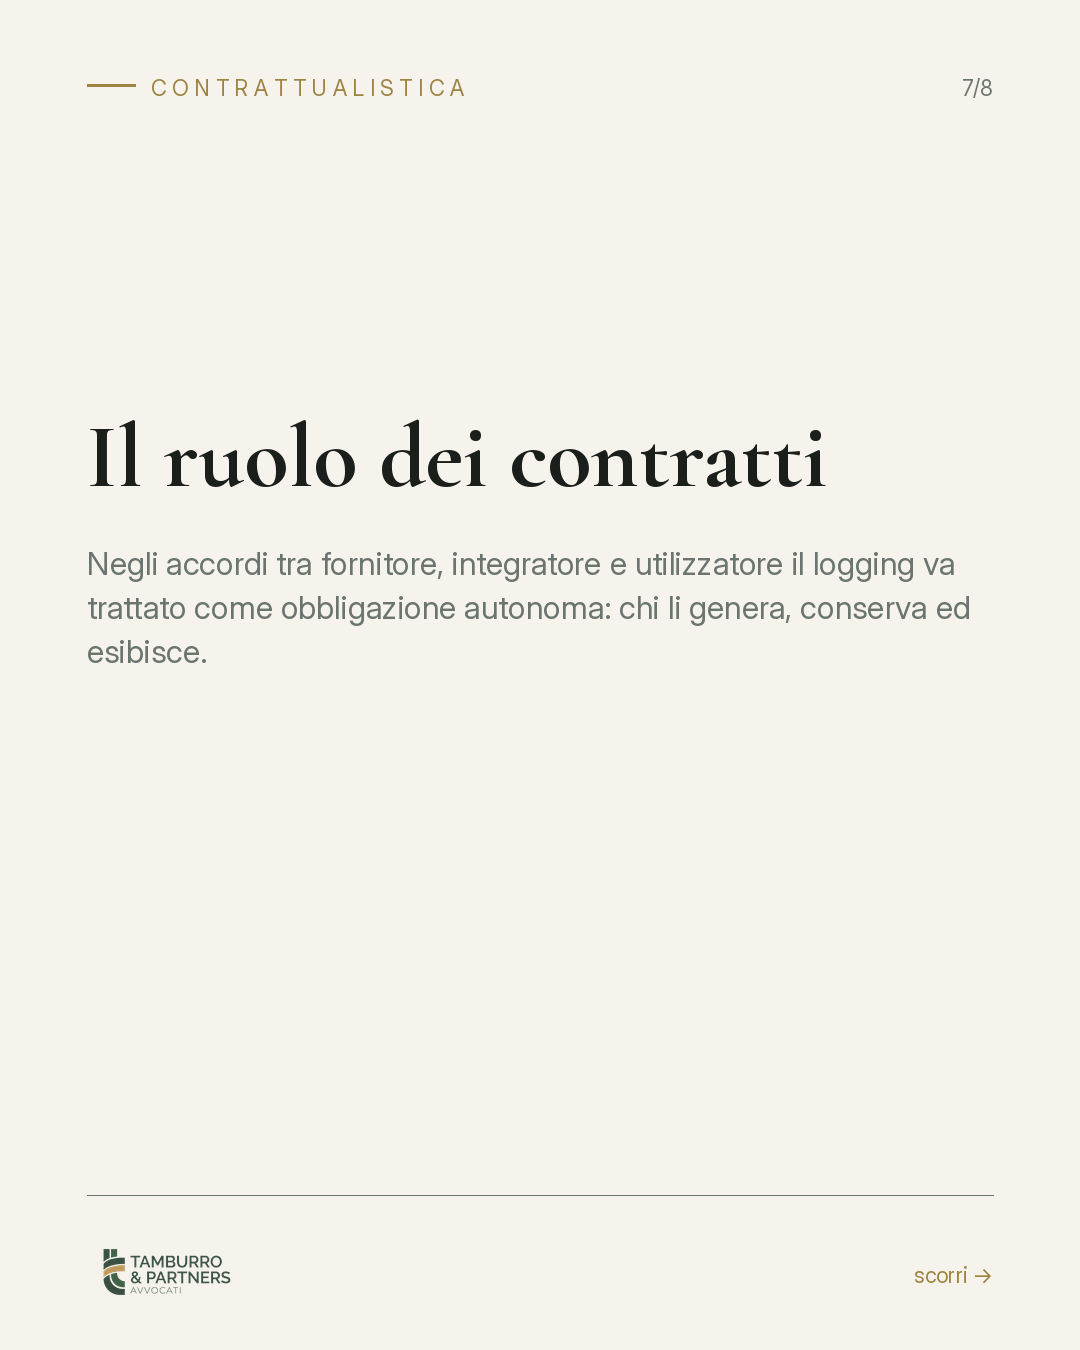 CONTRATTUALISTICA
7/8
Il ruolo dei contratti
Negli accordi tra fornitore, integratore e utilizzatore il logging va
trattato come obbligazione autonoma: chi li genera, conserva ed
esibisce.
TAMBURRO
& PARTNERS
AVVOCATI
scorri →